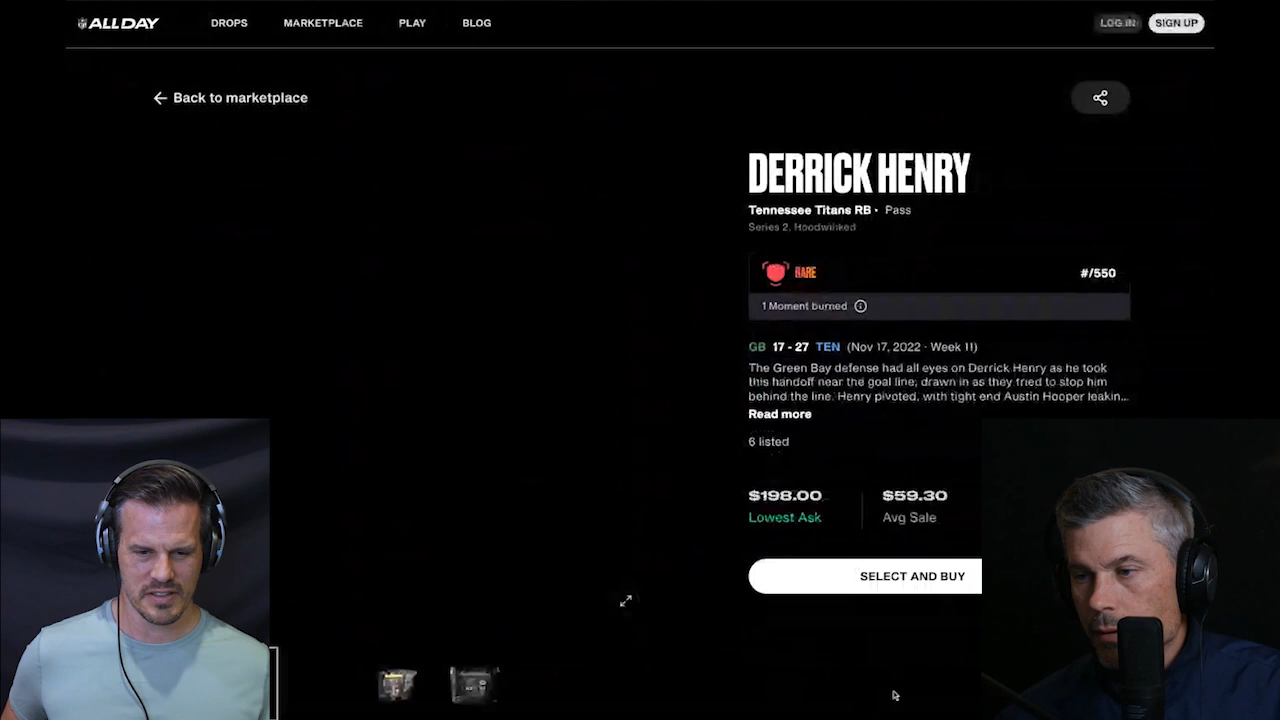 NFL ALL DAY
DROPS
MARKETPLACE
PLAY
BLOG
LOG IN
SIGN UP
Back to marketplace
DERRICK HENRY
Tennessee Titans RB • Pass
Series 2, Hoodwinked
RARE
#/550
1 Moment burned
GB 17 - 27 TEN (Nov 17, 2022 · Week 11)
The Green Bay defense had all eyes on Derrick Henry as he took
this handoff near the goal line, drawn in as they tried to stop him
behind the line. Henry pivoted, with tight end Austin Hooper leakin...
Read more
6 listed
$198.00
Lowest Ask
$59.30
Avg Sale
SELECT AND BUY